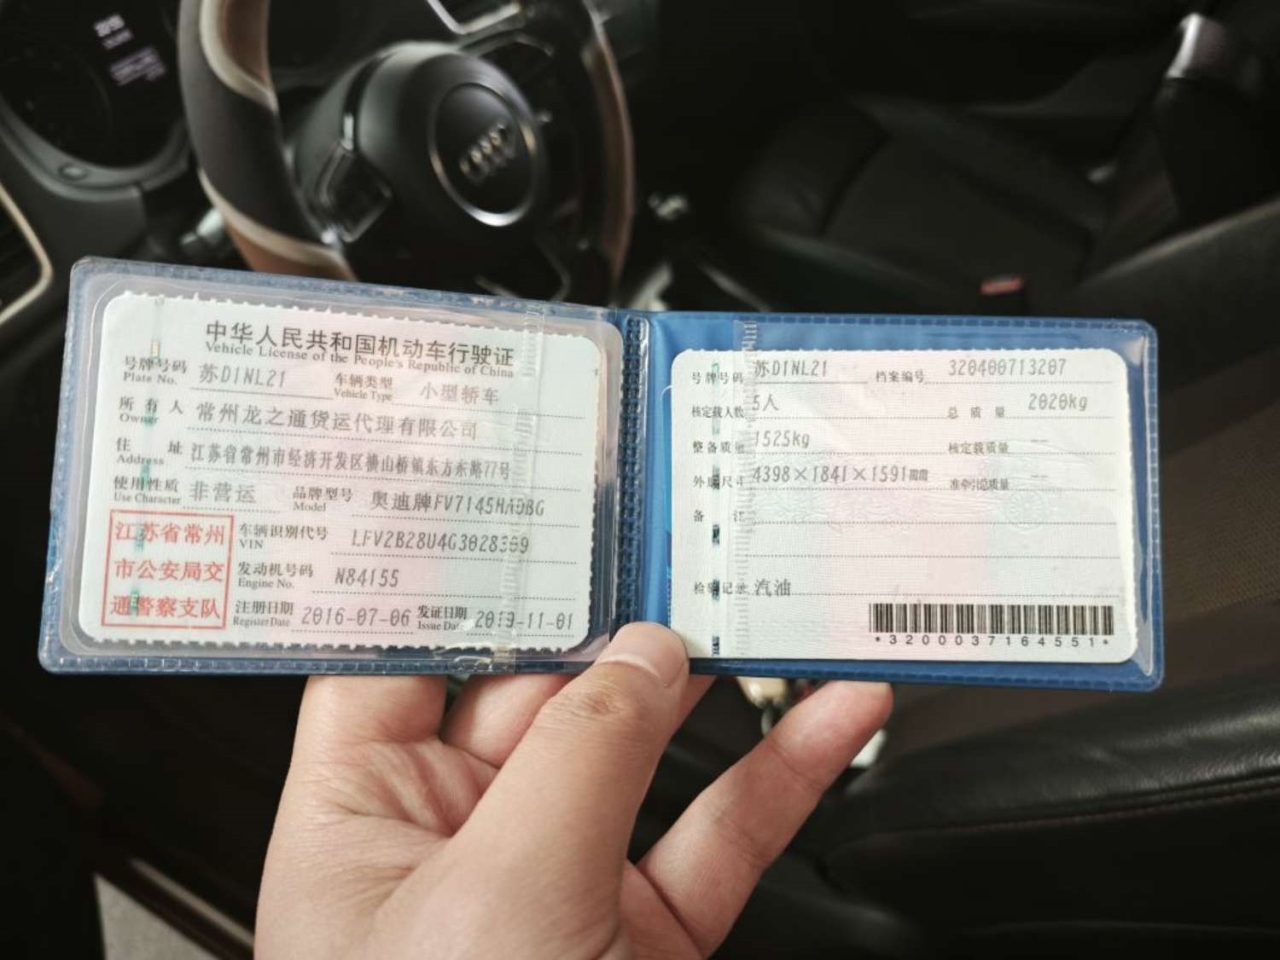 中华人民共和国机动车行驶证
Vehicle License of the People's Republic of China
号牌号码 苏D1NL21 车辆类型 小型轿车
Plate No. Vehicle Type
所有人 常州龙之通货运代理有限公司
Owner
住址 江苏省常州市经济开发区横山桥镇东方东路77号
Address
使用性质 非营运 品牌型号 奥迪牌FV7145HADBG
Use Character Model
江苏省常州
市公安局交
通警察支队
车辆识别代号 LFV2B28U4G3028309
VIN
发动机号码 N84155
Engine No.
注册日期 2016-07-06 发证日期 2019-11-01
Register Date Issue Date
号牌号码 苏D1NL21 档案编号 320400713207
核定载人数 5人 总质量 2020kg
整备质量 1525kg 核定载质量 --
外廓尺寸 4398×1841×1591mm 准牵引总质量 --
备注
检验记录 汽油
*3200037164551*